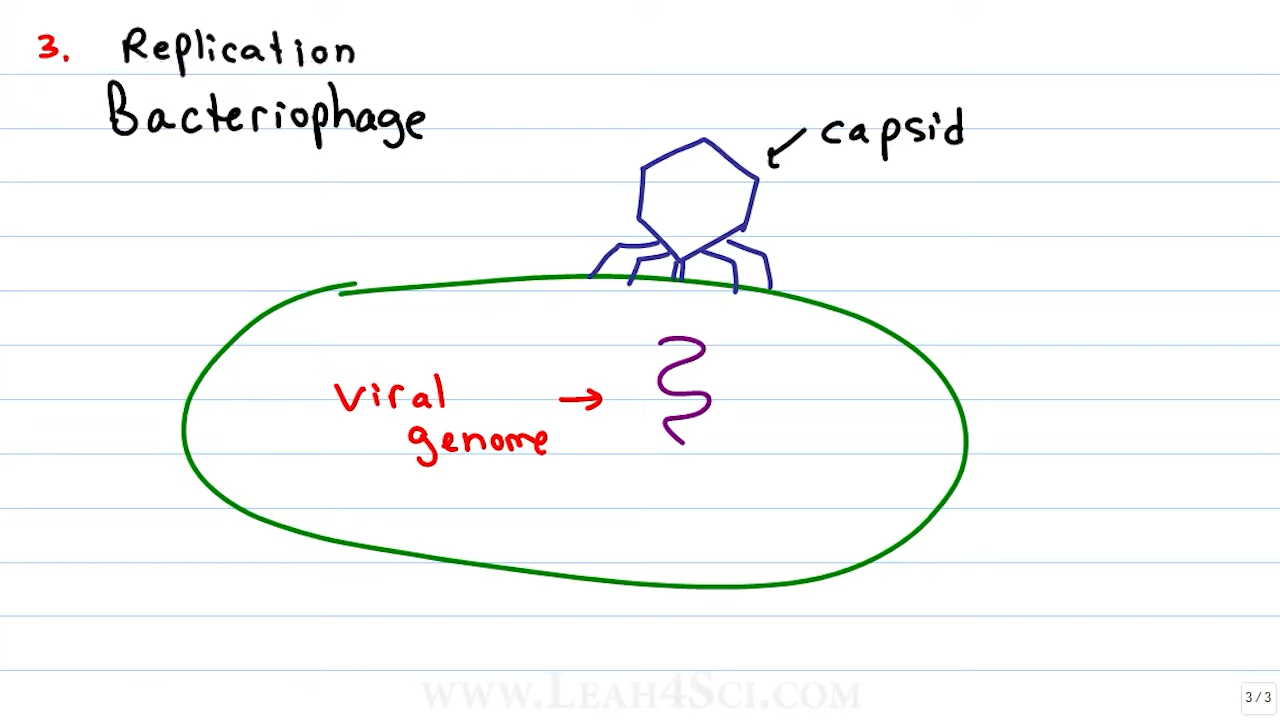 3. Replication
Bacteriophage
capsid
viral
genome
www.Leah4Sci.com
3 / 3